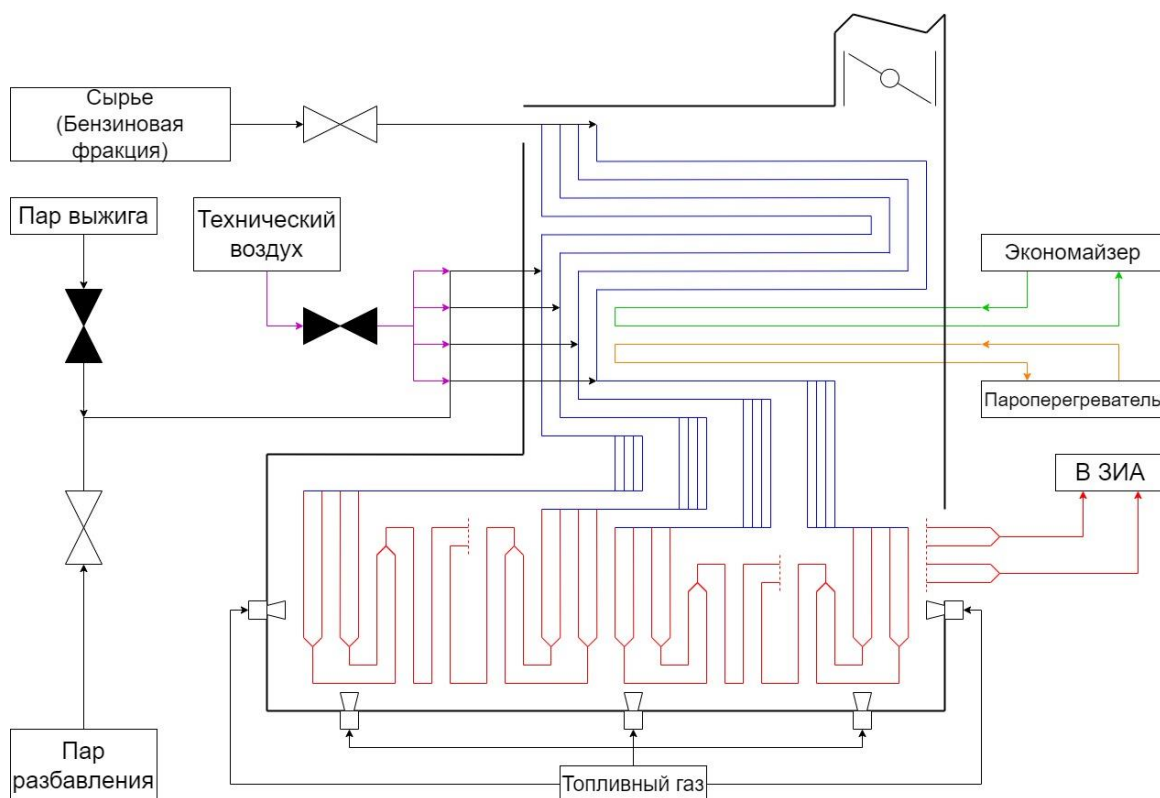 Сырье
(Бензиновая
фракция)
Пар выжига
Технический
воздух
Экономайзер
Пароперегреватель
В ЗИА
Пар
разбавления
Топливный газ